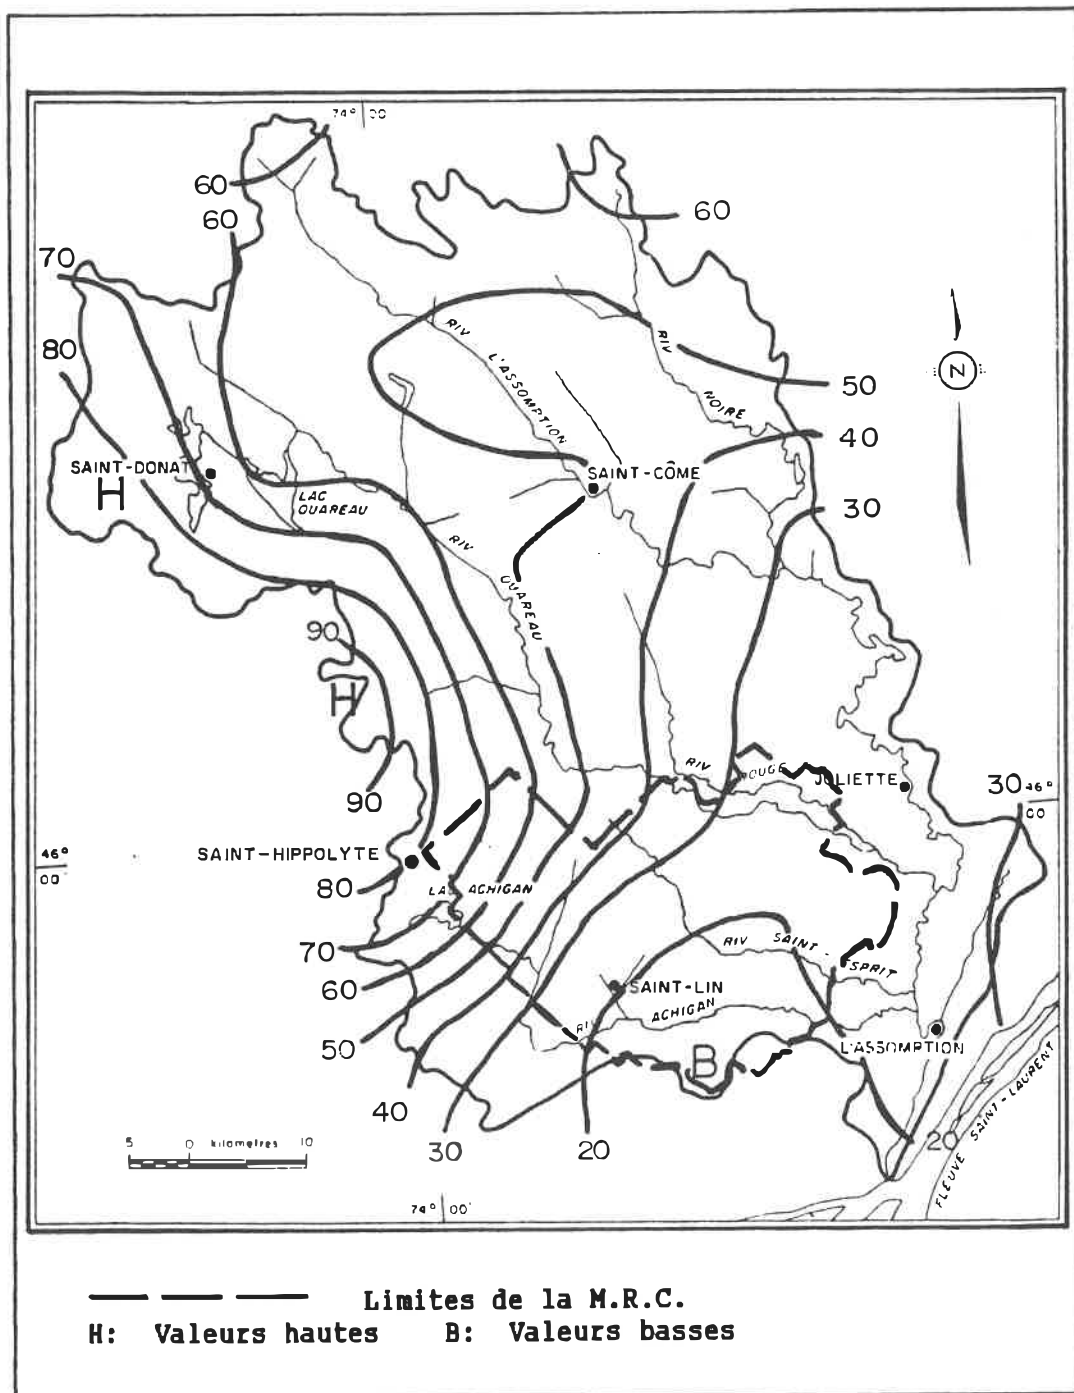 74° 00
60
60
60
70
80
RIV
L'ASSOMPTION
RIV
NOIRE
N
50
40
30
SAINT-DONAT
H
LAC
OUAREAU
SAINT-CÔME
RIV
OUAREAU
90
H
90
RIV
ROUGE
JOLIETTE
30
46°
00
46°
00'
SAINT-HIPPOLYTE
80
LAC ACHIGAN
70
60
50
40
30
20
20
RIV SAINT-ESPRIT
SAINT-LIN
RIV
ACHIGAN
B
L'ASSOMPTION
FLEUVE SAINT-LAURENT
5 0 kilometres 10
74° 00'
Limites de la M.R.C.
H: Valeurs hautes B: Valeurs basses